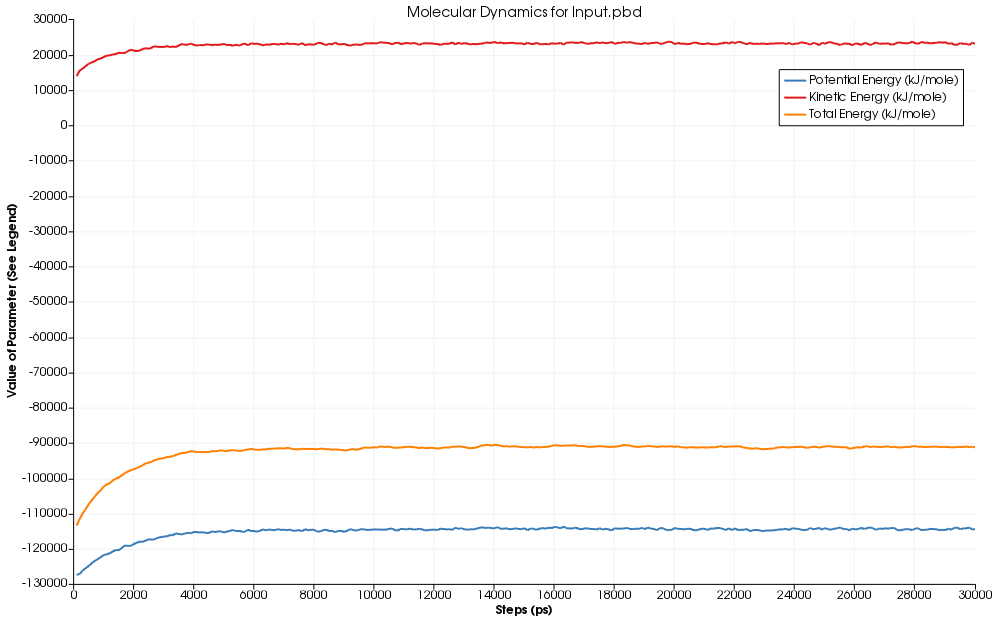 Molecular Dynamics for Input.pbd
30000
20000
10000
0
-10000
-20000
-30000
-40000
-50000
-60000
-70000
-80000
-90000
-100000
-110000
-120000
-130000
Value of Parameter (See Legend)
Potential Energy (kJ/mole)
Kinetic Energy (kJ/mole)
Total Energy (kJ/mole)
0 2000 4000 6000 8000 10000 12000 14000 16000 18000 20000 22000 24000 26000 28000 30000
Steps (ps)